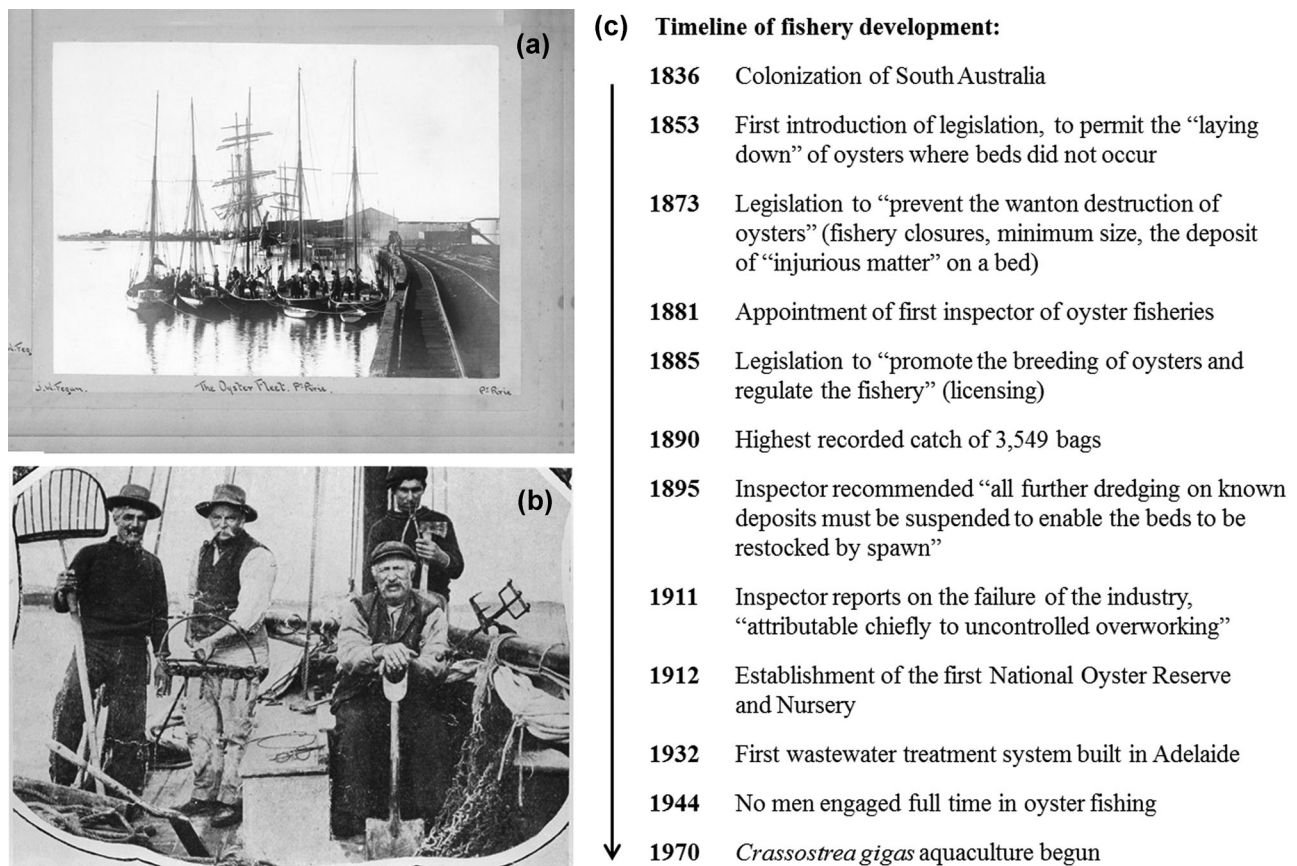 (a)
J.W.Fegan.
The Oyster Fleet. Pt. Pirie.
Pt. Pirie
(b)
(c) Timeline of fishery development:
1836 Colonization of South Australia
1853 First introduction of legislation, to permit the “laying
down” of oysters where beds did not occur
1873 Legislation to “prevent the wanton destruction of
oysters” (fishery closures, minimum size, the deposit
of “injurious matter” on a bed)
1881 Appointment of first inspector of oyster fisheries
1885 Legislation to “promote the breeding of oysters and
regulate the fishery” (licensing)
1890 Highest recorded catch of 3,549 bags
1895 Inspector recommended “all further dredging on known
deposits must be suspended to enable the beds to be
restocked by spawn”
1911 Inspector reports on the failure of the industry,
“attributable chiefly to uncontrolled overworking”
1912 Establishment of the first National Oyster Reserve
and Nursery
1932 First wastewater treatment system built in Adelaide
1944 No men engaged full time in oyster fishing
1970 Crassostrea gigas aquaculture begun